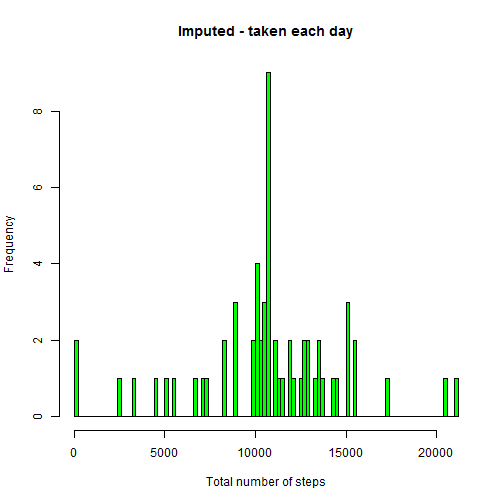 Imputed - taken each day
Frequency
8
6
4
2
0
0 5000 10000 15000 20000
Total number of steps